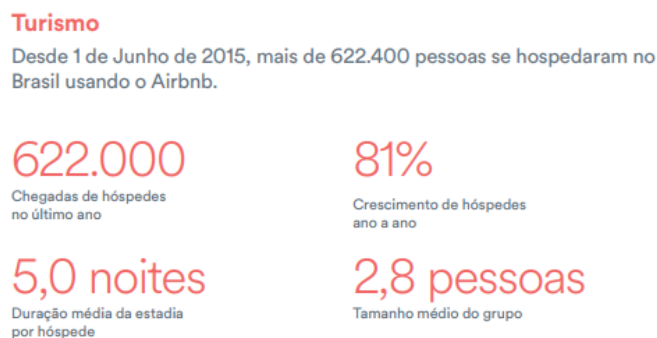 Turismo
Desde 1 de Junho de 2015, mais de 622.400 pessoas se hospedaram no
Brasil usando o Airbnb.
622.000
Chegadas de hóspedes
no último ano
81%
Crescimento de hóspedes
ano a ano
5,0 noites
Duração média da estadia
por hóspede
2,8 pessoas
Tamanho médio do grupo